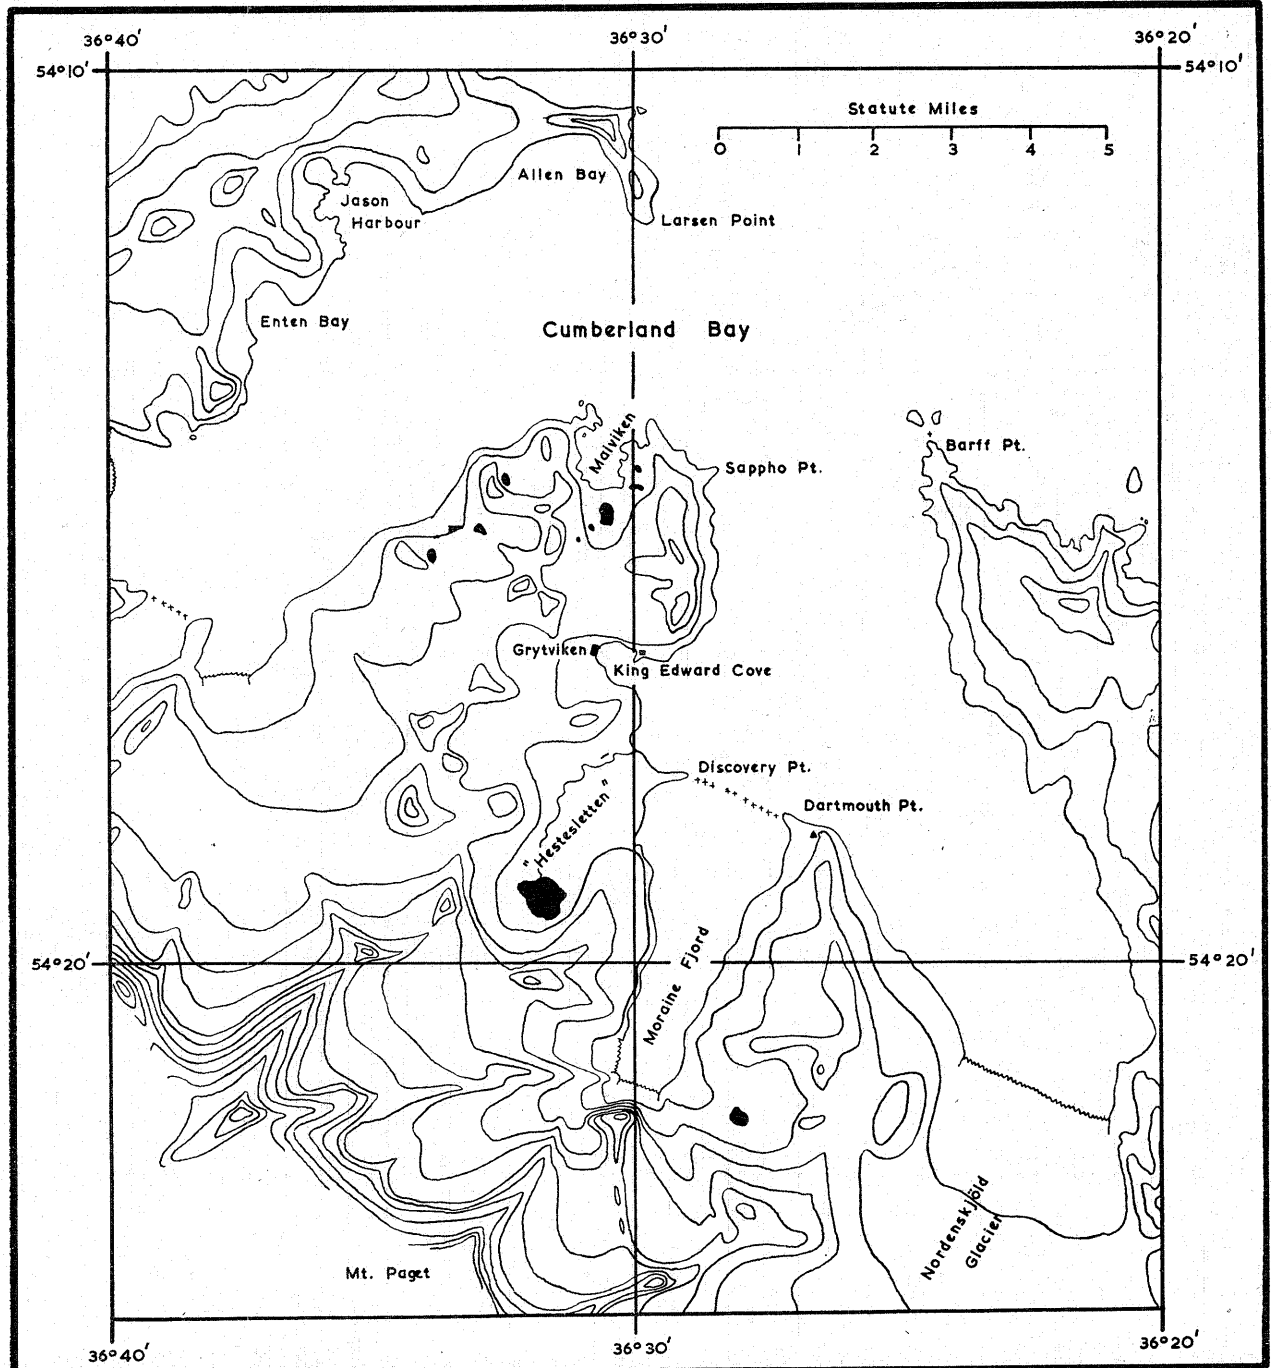 36°40'
36°30'
36°20'
54°10'
54°10'
Statute Miles
0 1 2 3 4 5
Allen Bay
Jason
Harbour
Larsen Point
Enten Bay
Cumberland Bay
Maiviken
Barff Pt.
Sappho Pt.
Grytviken
King Edward Cove
Discovery Pt.
Dartmouth Pt.
"Hestesletten"
Moraine Fjord
54°20'
54°20'
Nordenskjöld
Glacier
Mt. Paget
36°40'
36°30'
36°20'